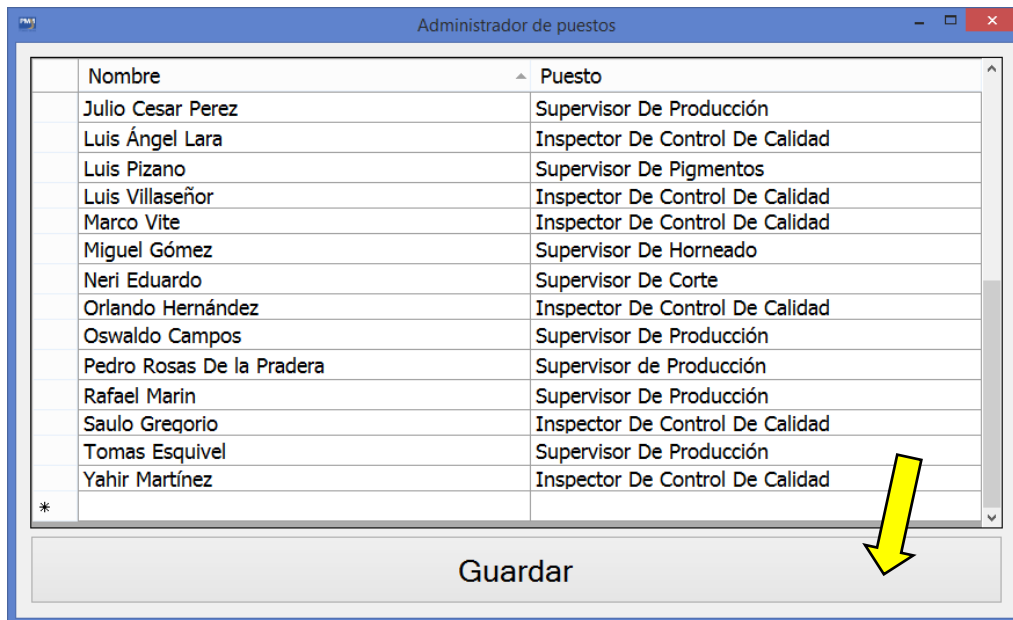 PMJ
Administrador de puestos
Nombre Puesto
Julio Cesar Perez Supervisor De Producción
Luis Ángel Lara Inspector De Control De Calidad
Luis Pizano Supervisor De Pigmentos
Luis Villaseñor Inspector De Control De Calidad
Marco Vite Inspector De Control De Calidad
Miguel Gómez Supervisor De Horneado
Neri Eduardo Supervisor De Corte
Orlando Hernández Inspector De Control De Calidad
Oswaldo Campos Supervisor De Producción
Pedro Rosas De la Pradera Supervisor de Producción
Rafael Marin Supervisor De Producción
Saulo Gregorio Inspector De Control De Calidad
Tomas Esquivel Supervisor De Producción
Yahir Martínez Inspector De Control De Calidad
*
Guardar